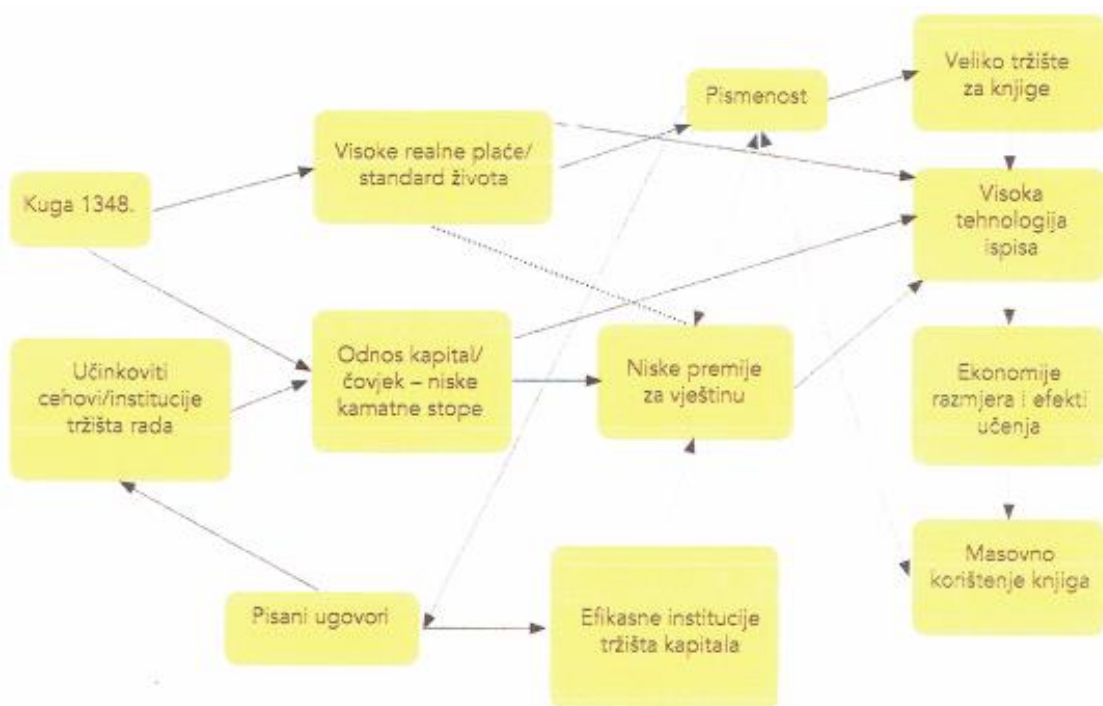 Veliko tržište
za knjige
Pismenost
Visoke realne plaće/
standard života
Kuga 1348.
Visoka
tehnologija
ispisa
Učinkoviti
cehovi/institucije
tržišta rada
Odnos kapital/
čovjek – niske
kamatne stope
Niske premije
za vještinu
Ekonomije
razmjera i efekti
učenja
Pisani ugovori
Efikasne institucije
tržišta kapitala
Masovno
korištenje knjiga